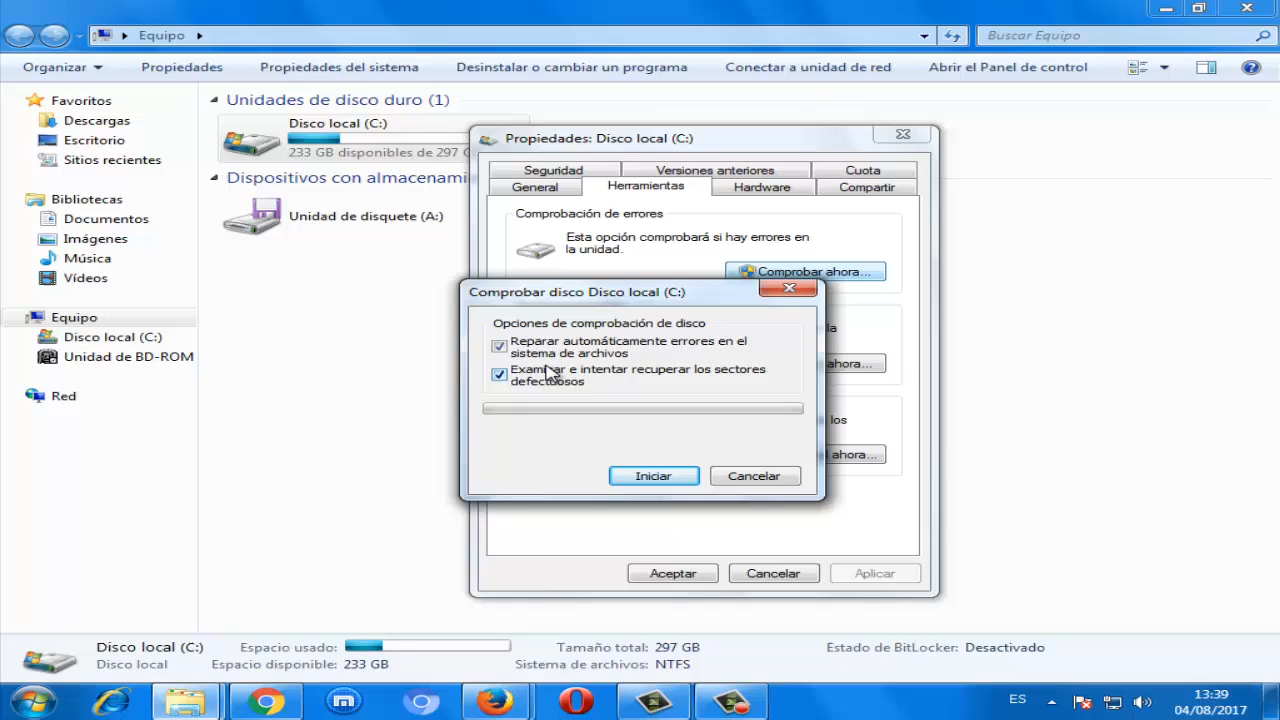 Equipo
Buscar Equipo
Organizar
Propiedades
Propiedades del sistema
Desinstalar o cambiar un programa
Conectar a unidad de red
Abrir el Panel de control
Favoritos
Descargas
Escritorio
Sitios recientes
Bibliotecas
Documentos
Imágenes
Música
Vídeos
Equipo
Disco local (C:)
Unidad de BD-ROM
Red
Unidades de disco duro (1)
Disco local (C:)
233 GB disponibles de 297
Dispositivos con almacenami
Unidad de disquete (A:)
Propiedades: Disco local (C:)
Seguridad
Versiones anteriores
Cuota
General
Herramientas
Hardware
Compartir
Comprobación de errores
Esta opción comprobará si hay errores en
la unidad.
Comprobar ahora...
la
ahora...
los
ahora...
Comprobar disco Disco local (C:)
Opciones de comprobación de disco
Reparar automáticamente errores en el
sistema de archivos
Examinar e intentar recuperar los sectores
defectuosos
Iniciar
Cancelar
Aceptar
Cancelar
Aplicar
Disco local (C:)
Espacio usado:
Tamaño total: 297 GB
Estado de BitLocker: Desactivado
Disco local
Espacio disponible: 233 GB
Sistema de archivos: NTFS
ES
13:39
04/08/2017